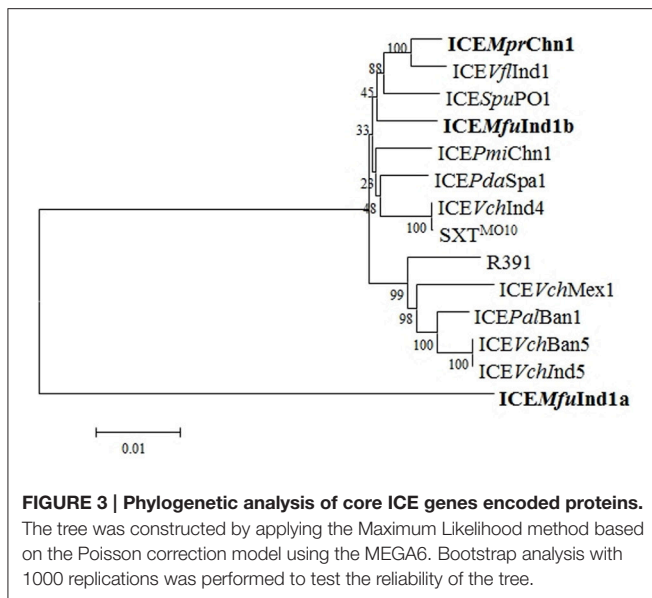 100
ICEMprChn1
88
ICEVflInd1
45
ICESpuPO1
33
ICEMfuInd1b
ICEPmiChn1
23
ICEPdaSpa1
48
ICEVchInd4
100
SXTMO10
R391
99
ICEVchMex1
98
ICEPalBan1
100
ICEVchBan5
100
ICEVchInd5
ICEMfuInd1a
0.01
FIGURE 3 | Phylogenetic analysis of core ICE genes encoded proteins.
The tree was constructed by applying the Maximum Likelihood method based
on the Poisson correction model using the MEGA6. Bootstrap analysis with
1000 replications was performed to test the reliability of the tree.